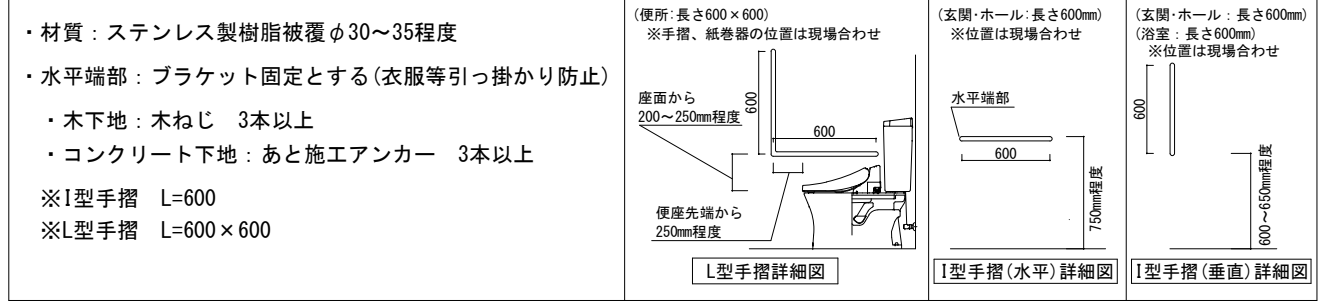 ・材質：ステンレス製樹脂被覆φ30～35程度
・水平端部：ブラケット固定とする(衣服等引っ掛かり防止)
・木下地：木ねじ　3本以上
・コンクリート下地：あと施工アンカー　3本以上
※I型手摺　L=600
※L型手摺　L=600×600
(便所:長さ600×600)
※手摺、紙巻器の位置は現場合わせ
座面から
200～250mm程度
600
600
便座先端から
250mm程度
L型手摺詳細図
(玄関･ホール:長さ600mm)
※位置は現場合わせ
水平端部
600
750mm程度
I型手摺(水平)詳細図
(玄関･ホール：長さ600mm)
(浴室：長さ600mm)
※位置は現場合わせ
600
600～650mm程度
I型手摺(垂直)詳細図